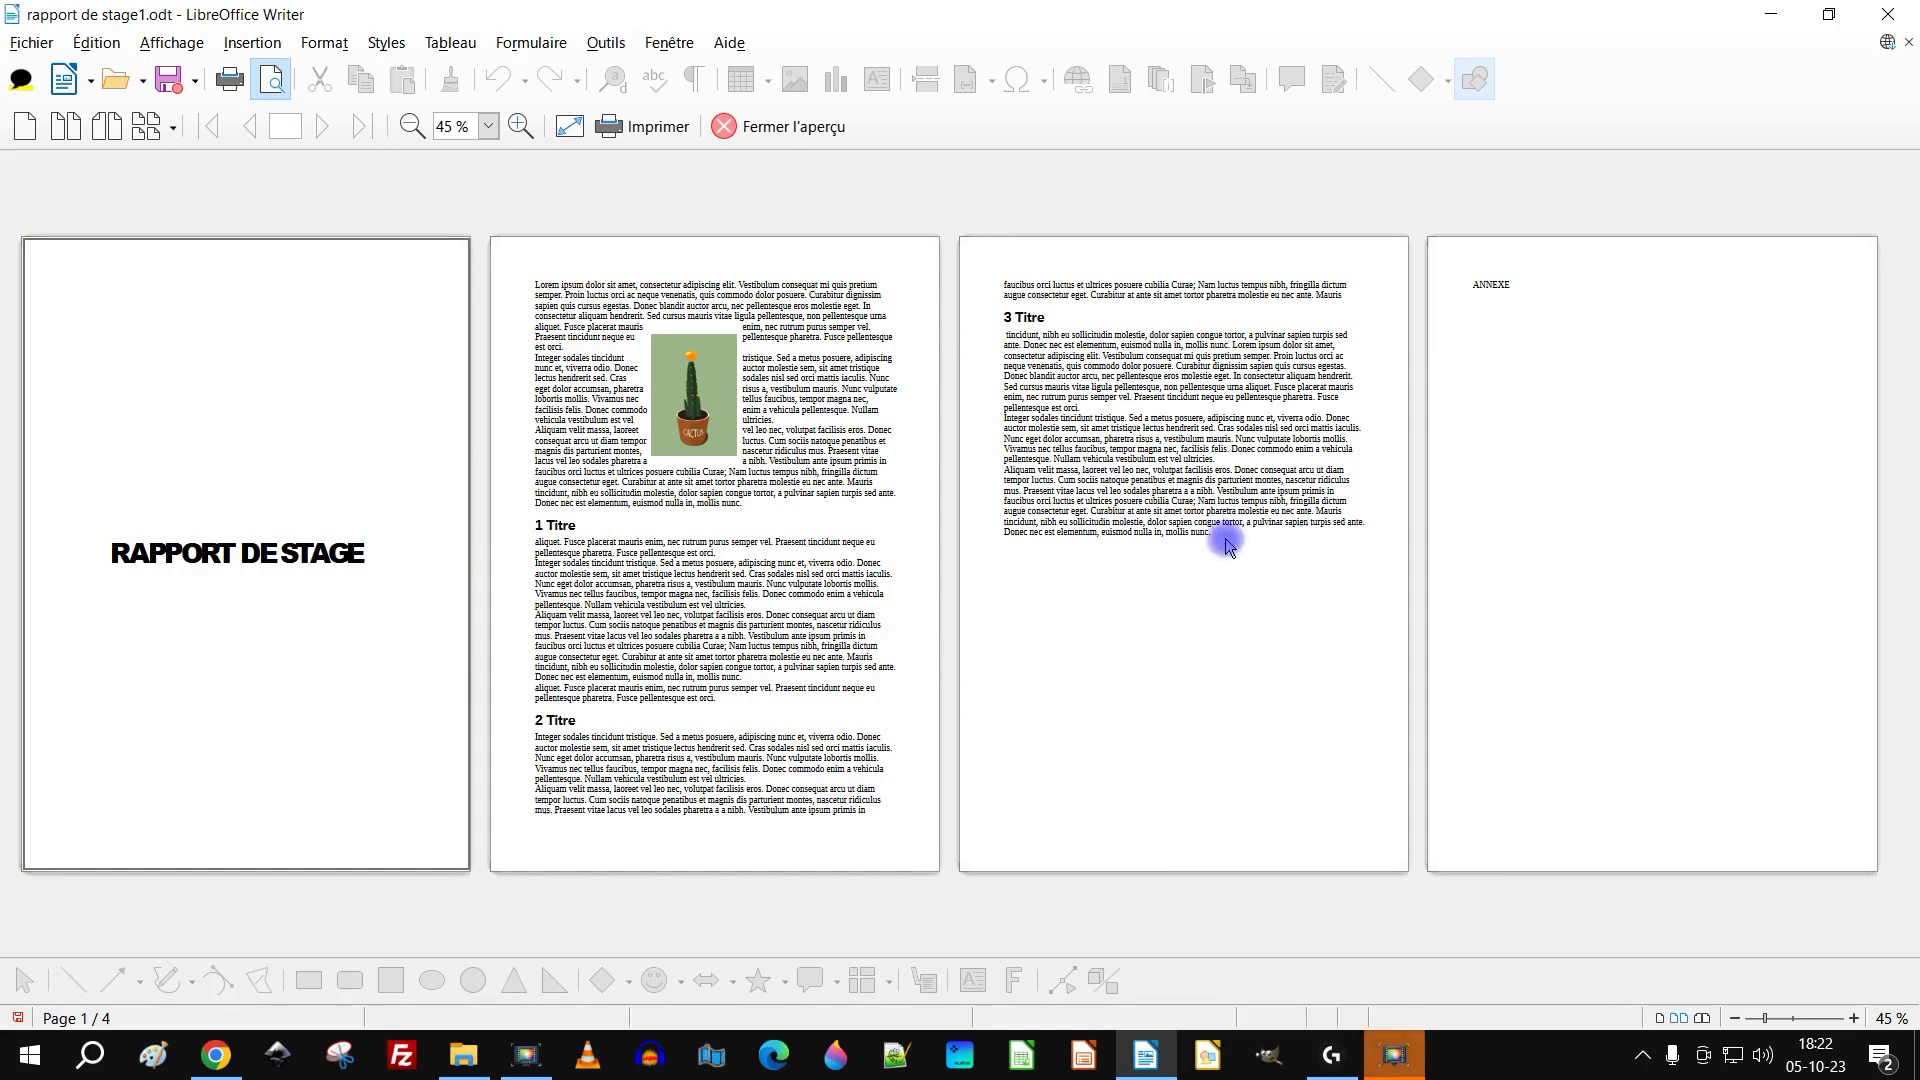 rapport de stage1.odt - LibreOffice Writer
Fichier Édition Affichage Insertion Format Styles Tableau Formulaire Outils Fenêtre Aide
45 % Imprimer Fermer l'aperçu
RAPPORT DE STAGE
Lorem ipsum dolor sit amet, consectetur adipiscing elit. Vestibulum consequat mi quis pretium
semper. Proin luctus orci ac neque venenatis, quis commodo dolor posuere. Curabitur dignissim
sapien quis cursus egestas. Donec blandit auctor arcu, nec pellentesque eros molestie eget. In
consectetur aliquam hendrerit. Sed cursus mauris vitae ligula pellentesque, non pellentesque urna
aliquet. Fusce placerat mauris enim, nec rutrum purus semper vel.
Praesent tincidunt neque eu pellentesque pharetra. Fusce pellentesque
est orci.
Integer sodales tincidunt tristique. Sed a metus posuere, adipiscing
nunc et, viverra odio. Donec auctor molestie sem, sit amet tristique
lectus hendrerit sed. Cras sodales nisl sed orci mattis iaculis. Nunc
eget dolor accumsan, pharetra risus a, vestibulum mauris. Nunc vulputate
lobortis mollis. Vivamus nec tellus faucibus, tempor magna nec,
facilisis felis. Donec commodo enim a vehicula pellentesque. Nullam
vehicula vestibulum est vel ultricies.
Aliquam velit massa, laoreet vel leo nec, volutpat facilisis eros. Donec
consequat arcu ut diam tempor luctus. Cum sociis natoque penatibus et
magnis dis parturient montes, nascetur ridiculus mus. Praesent vitae
lacus vel leo sodales pharetra a a nibh. Vestibulum ante ipsum primis in
CACTUS
faucibus orci luctus et ultrices posuere cubilia Curae; Nam luctus tempus nibh, fringilla dictum
augue consectetur eget. Curabitur at ante sit amet tortor pharetra molestie eu nec ante. Mauris
tincidunt, nibh eu sollicitudin molestie, dolor sapien congue tortor, a pulvinar sapien turpis sed ante.
Donec nec est elementum, euismod nulla in, mollis nunc.
1 Titre
aliquet. Fusce placerat mauris enim, nec rutrum purus semper vel. Praesent tincidunt neque eu
pellentesque pharetra. Fusce pellentesque est orci.
Integer sodales tincidunt tristique. Sed a metus posuere, adipiscing nunc et, viverra odio. Donec
auctor molestie sem, sit amet tristique lectus hendrerit sed. Cras sodales nisl sed orci mattis iaculis.
Nunc eget dolor accumsan, pharetra risus a, vestibulum mauris. Nunc vulputate lobortis mollis.
Vivamus nec tellus faucibus, tempor magna nec, facilisis felis. Donec commodo enim a vehicula
pellentesque. Nullam vehicula vestibulum est vel ultricies.
Aliquam velit massa, laoreet vel leo nec, volutpat facilisis eros. Donec consequat arcu ut diam
tempor luctus. Cum sociis natoque penatibus et magnis dis parturient montes, nascetur ridiculus
mus. Praesent vitae lacus vel leo sodales pharetra a a nibh. Vestibulum ante ipsum primis in
faucibus orci luctus et ultrices posuere cubilia Curae; Nam luctus tempus nibh, fringilla dictum
augue consectetur eget. Curabitur at ante sit amet tortor pharetra molestie eu nec ante. Mauris
tincidunt, nibh eu sollicitudin molestie, dolor sapien congue tortor, a pulvinar sapien turpis sed ante.
Donec nec est elementum, euismod nulla in, mollis nunc.
aliquet. Fusce placerat mauris enim, nec rutrum purus semper vel. Praesent tincidunt neque eu
pellentesque pharetra. Fusce pellentesque est orci.
2 Titre
Integer sodales tincidunt tristique. Sed a metus posuere, adipiscing nunc et, viverra odio. Donec
auctor molestie sem, sit amet tristique lectus hendrerit sed. Cras sodales nisl sed orci mattis iaculis.
Nunc eget dolor accumsan, pharetra risus a, vestibulum mauris. Nunc vulputate lobortis mollis.
Vivamus nec tellus faucibus, tempor magna nec, facilisis felis. Donec commodo enim a vehicula
pellentesque. Nullam vehicula vestibulum est vel ultricies.
Aliquam velit massa, laoreet vel leo nec, volutpat facilisis eros. Donec consequat arcu ut diam
tempor luctus. Cum sociis natoque penatibus et magnis dis parturient montes, nascetur ridiculus
mus. Praesent vitae lacus vel leo sodales pharetra a a nibh. Vestibulum ante ipsum primis in
faucibus orci luctus et ultrices posuere cubilia Curae; Nam luctus tempus nibh, fringilla dictum
augue consectetur eget. Curabitur at ante sit amet tortor pharetra molestie eu nec ante. Mauris
3 Titre
tincidunt, nibh eu sollicitudin molestie, dolor sapien congue tortor, a pulvinar sapien turpis sed
ante. Donec nec est elementum, euismod nulla in, mollis nunc. Lorem ipsum dolor sit amet,
consectetur adipiscing elit. Vestibulum consequat mi quis pretium semper. Proin luctus orci ac
neque venenatis, quis commodo dolor posuere. Curabitur dignissim sapien quis cursus egestas.
Donec blandit auctor arcu, nec pellentesque eros molestie eget. In consectetur aliquam hendrerit.
Sed cursus mauris vitae ligula pellentesque, non pellentesque urna aliquet. Fusce placerat mauris
enim, nec rutrum purus semper vel. Praesent tincidunt neque eu pellentesque pharetra. Fusce
pellentesque est orci.
Integer sodales tincidunt tristique. Sed a metus posuere, adipiscing nunc et, viverra odio. Donec
auctor molestie sem, sit amet tristique lectus hendrerit sed. Cras sodales nisl sed orci mattis iaculis.
Nunc eget dolor accumsan, pharetra risus a, vestibulum mauris. Nunc vulputate lobortis mollis.
Vivamus nec tellus faucibus, tempor magna nec, facilisis felis. Donec commodo enim a vehicula
pellentesque. Nullam vehicula vestibulum est vel ultricies.
Aliquam velit massa, laoreet vel leo nec, volutpat facilisis eros. Donec consequat arcu ut diam
tempor luctus. Cum sociis natoque penatibus et magnis dis parturient montes, nascetur ridiculus
mus. Praesent vitae lacus vel leo sodales pharetra a a nibh. Vestibulum ante ipsum primis in
faucibus orci luctus et ultrices posuere cubilia Curae; Nam luctus tempus nibh, fringilla dictum
augue consectetur eget. Curabitur at ante sit amet tortor pharetra molestie eu nec ante. Mauris
tincidunt, nibh eu sollicitudin molestie, dolor sapien congue tortor, a pulvinar sapien turpis sed ante.
Donec nec est elementum, euismod nulla in, mollis nunc.
ANNEXE
Page 1 / 4 45 %
18:22
05-10-23
2